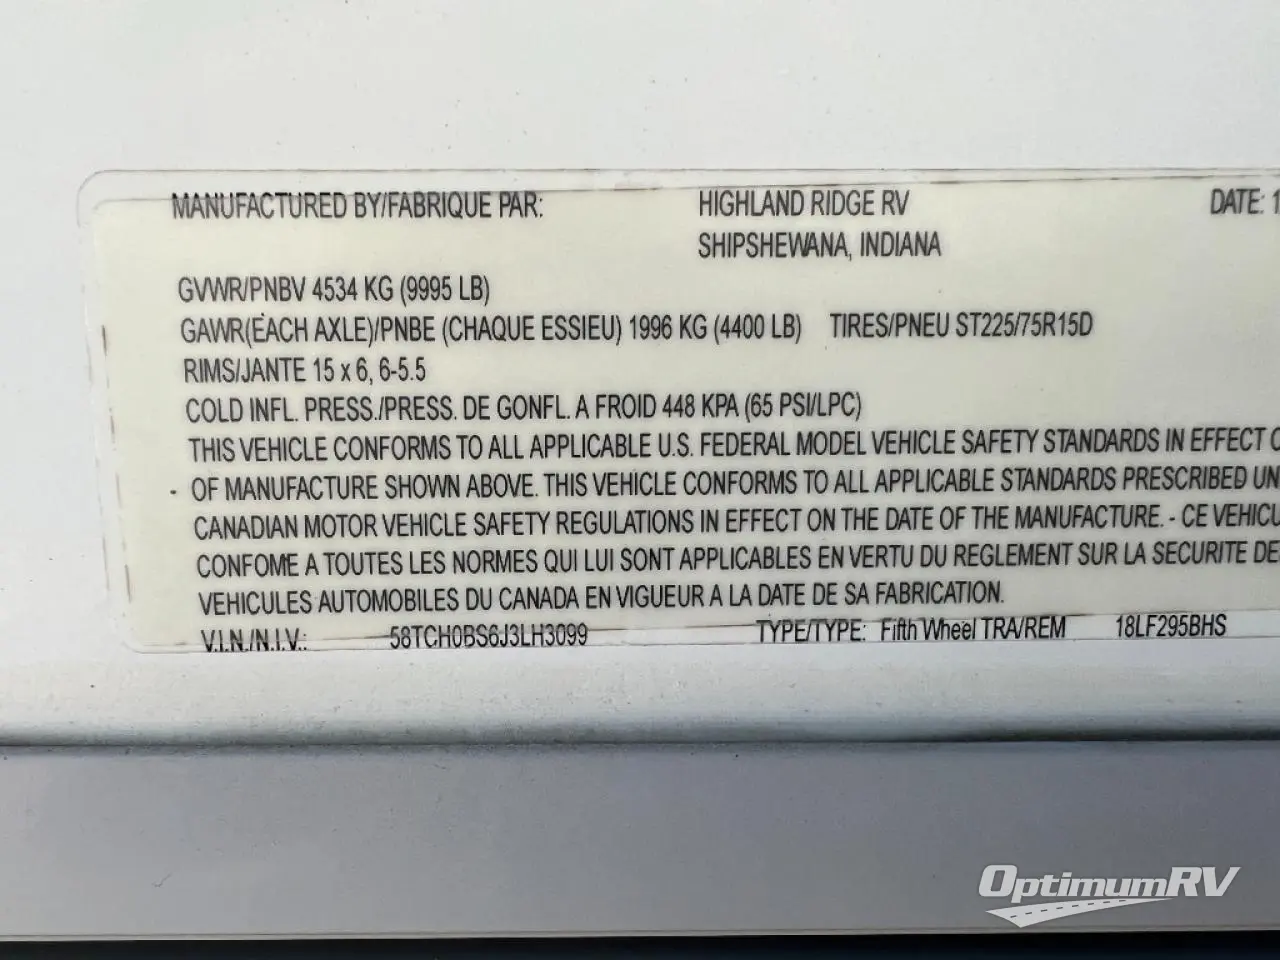 MANUFACTURED BY/FABRIQUE PAR: HIGHLAND RIDGE RV DATE: 1
SHIPSHEWANA, INDIANA
GVWR/PNBV 4534 KG (9995 LB)
GAWR(EACH AXLE)/PNBE (CHAQUE ESSIEU) 1996 KG (4400 LB) TIRES/PNEU ST225/75R15D
RIMS/JANTE 15 x 6, 6-5.5
COLD INFL. PRESS./PRESS. DE GONFL. A FROID 448 KPA (65 PSI/LPC)
THIS VEHICLE CONFORMS TO ALL APPLICABLE U.S. FEDERAL MODEL VEHICLE SAFETY STANDARDS IN EFFECT
- OF MANUFACTURE SHOWN ABOVE. THIS VEHICLE CONFORMS TO ALL APPLICABLE STANDARDS PRESCRIBED UN
CANADIAN MOTOR VEHICLE SAFETY REGULATIONS IN EFFECT ON THE DATE OF THE MANUFACTURE. - CE VEHICU
CONFOME A TOUTES LES NORMES QUI LUI SONT APPLICABLES EN VERTU DU REGLEMENT SUR LA SECURITE DE
VEHICULES AUTOMOBILES DU CANADA EN VIGUEUR A LA DATE DE SA FABRICATION.
V.I.N./N.I.V.: 58TCH0BS6J3LH3099 TYPE/TYPE: Fifth Wheel TRA/REM 18LF295BHS
OptimumRV